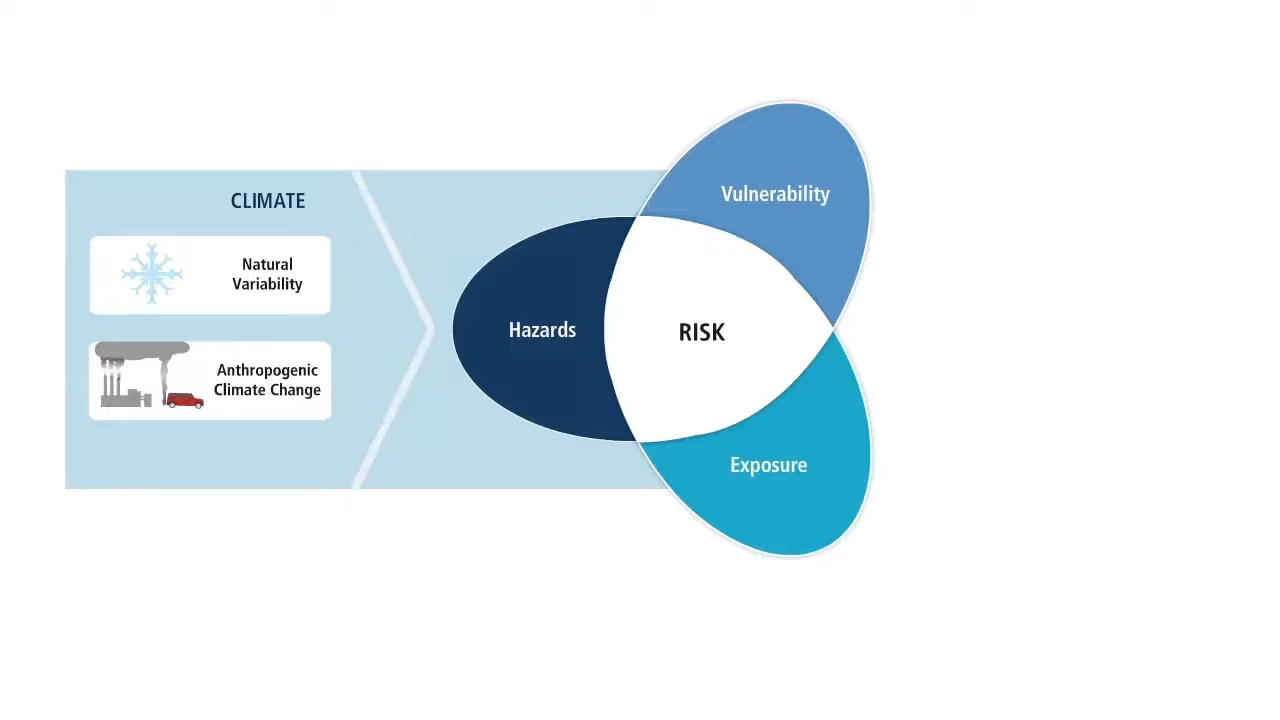 CLIMATE
Natural
Variability
Anthropogenic
Climate Change
Hazards
Vulnerability
RISK
Exposure